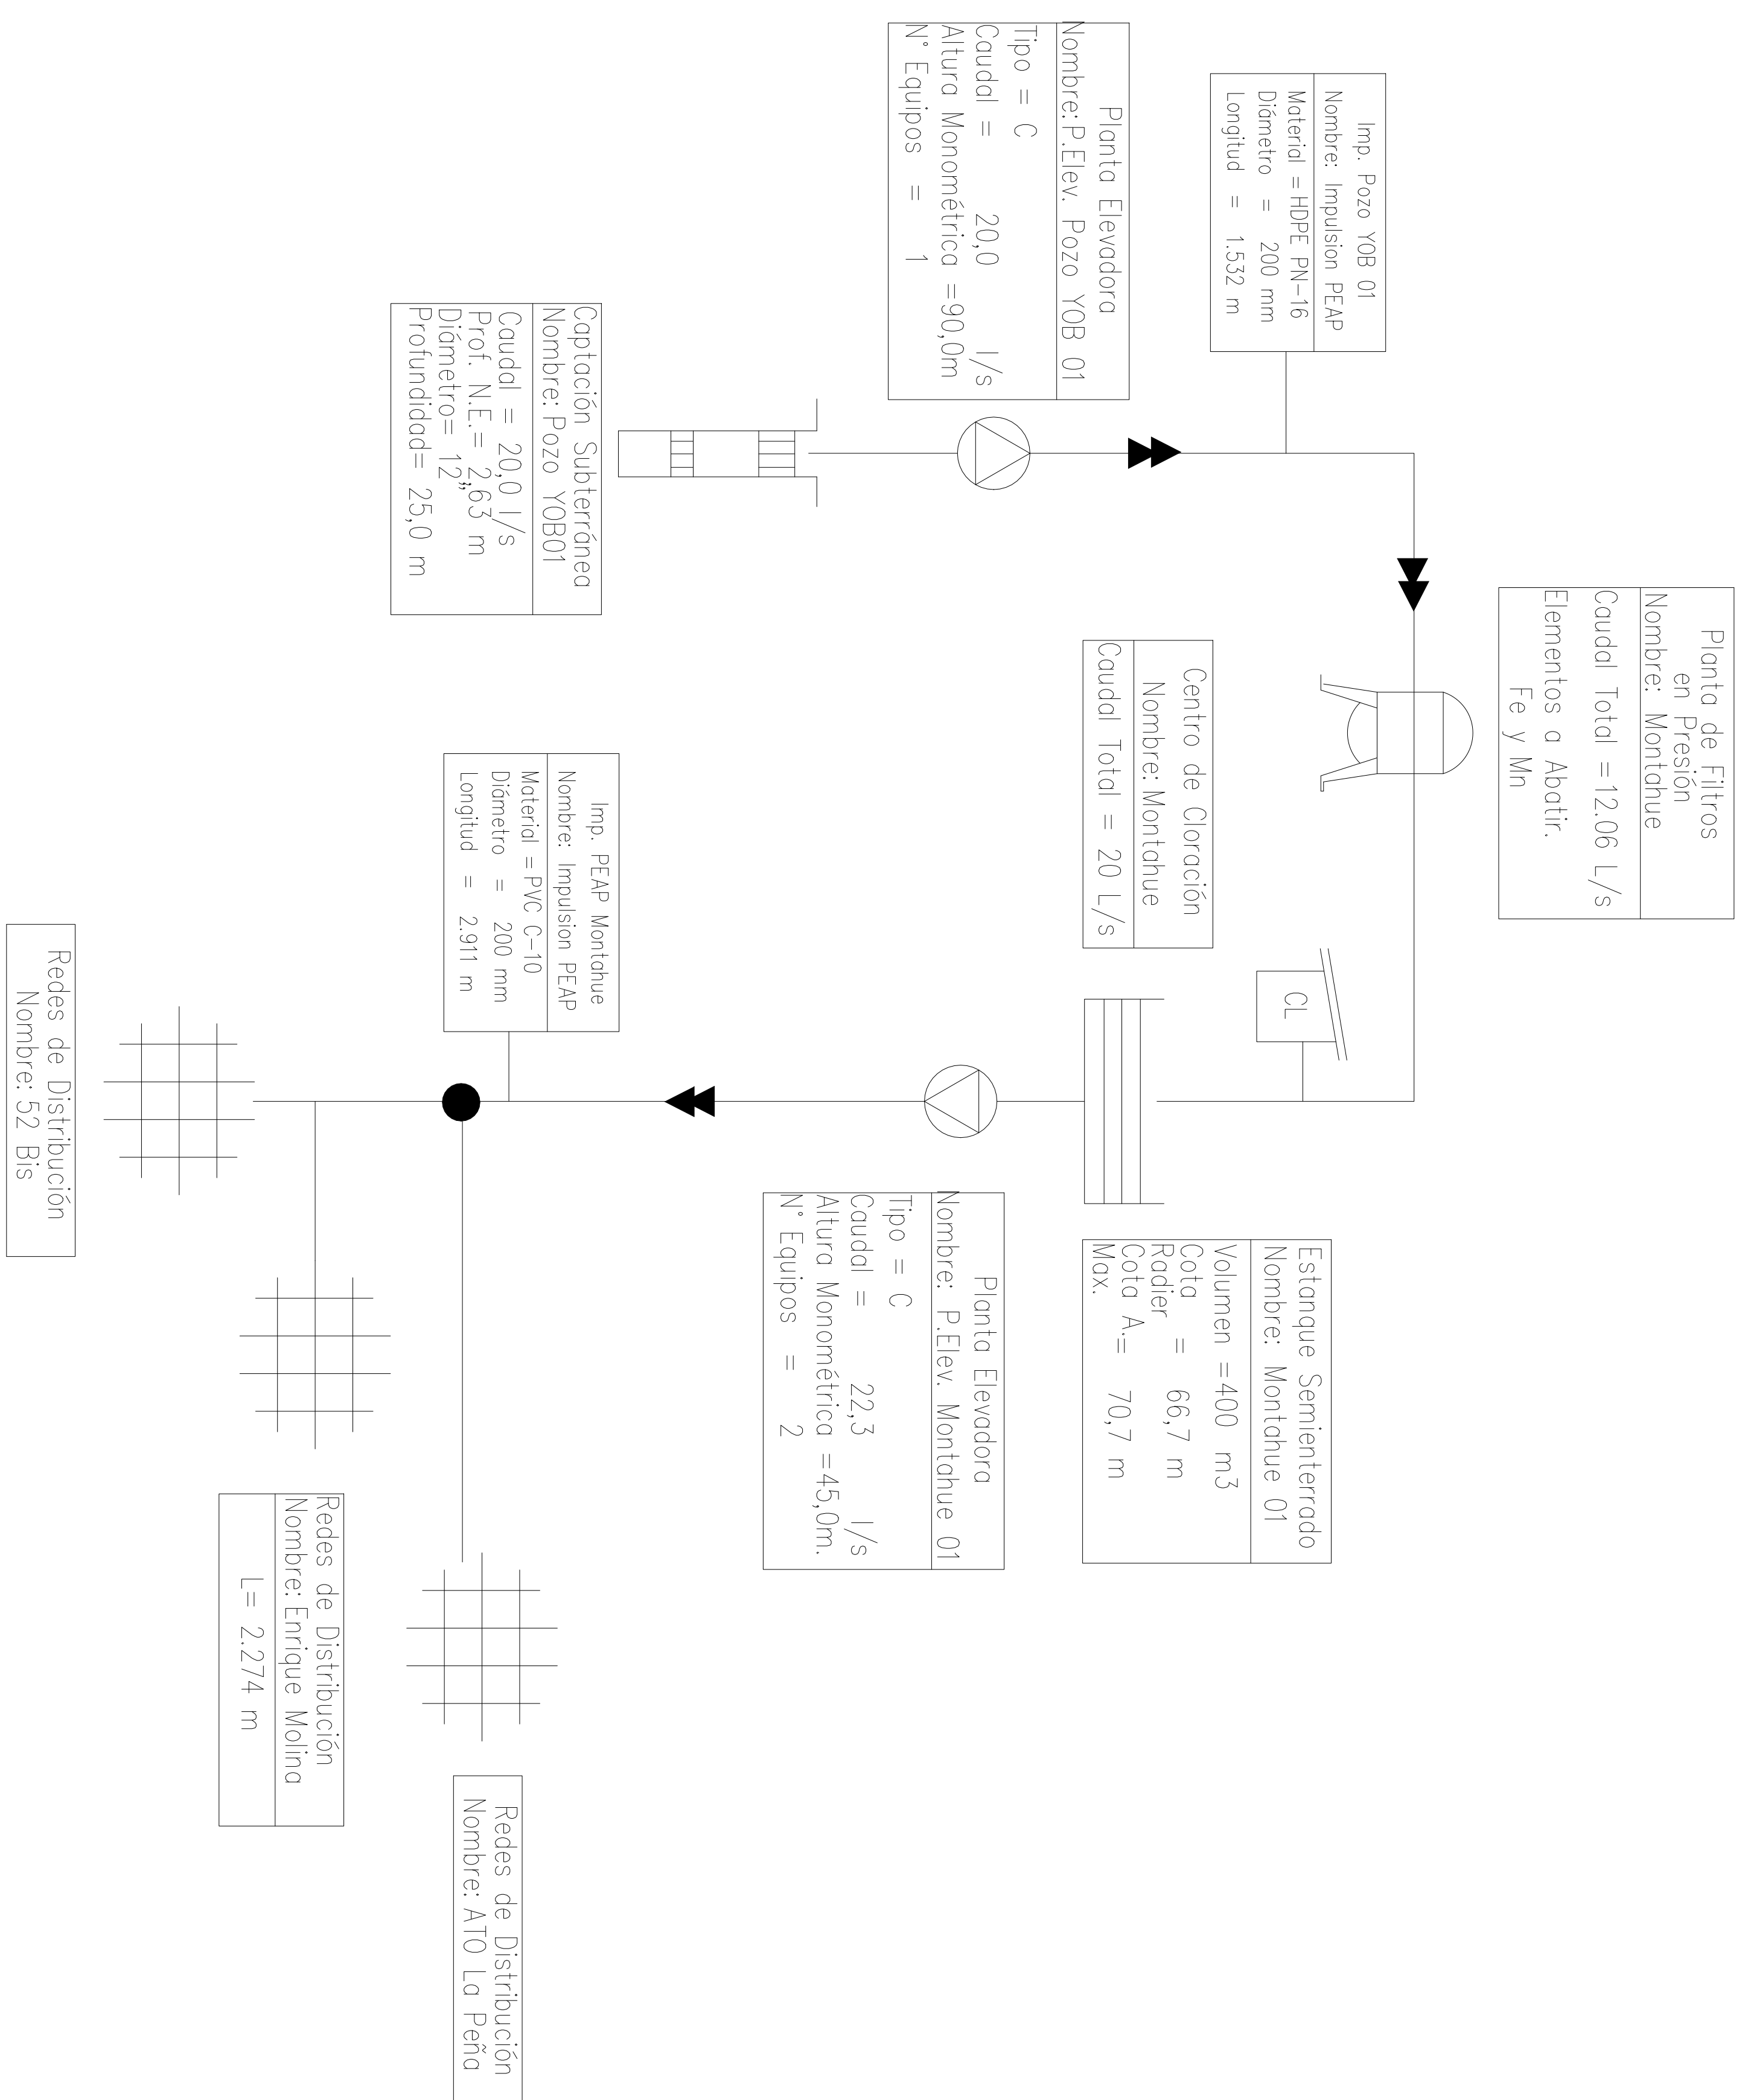 Imp. Pozo YOB 01
Nombre: Impulsion PEAP
Material = HDPE PN-16
Diámetro = 200 mm
Longitud = 1.532 m
Planta Elevadora
Nombre: P.Elev. Pozo YOB 01
Tipo = C
Caudal = 20,0 l/s
Altura Monométrica =90,0m
N° Equipos = 1
Captación Subterránea
Nombre: Pozo YOB01
Caudal = 20,0 l/s
Prof. N.E.= 2,63 m
Diámetro= 12"
Profundidad= 25,0 m
Planta de Filtros
en Presión
Nombre: Montahue
Caudal Total =12.06 L/s
Elementos a Abatir.
Fe y Mn
Centro de Cloración
Nombre: Montahue
Caudal Total = 20 L/s
CL
Estanque Semienterrado
Nombre: Montahue 01
Volumen =400 m3
Cota
Radier = 66,7 m
Cota A.= 70,7 m
Max.
Planta Elevadora
Nombre: P.Elev. Montahue 01
Tipo = C
Caudal = 22,3 l/s
Altura Monométrica =45,0m.
N° Equipos = 2
Imp. PEAP Montahue
Nombre: Impulsion PEAP
Material =PVC C-10
Diámetro = 200 mm
Longitud = 2.911 m
Redes de Distribución
Nombre: ATO La Peña
Redes de Distribución
Nombre: Enrique Molina
L= 2.274 m
Redes de Distribución
Nombre: 52 Bis